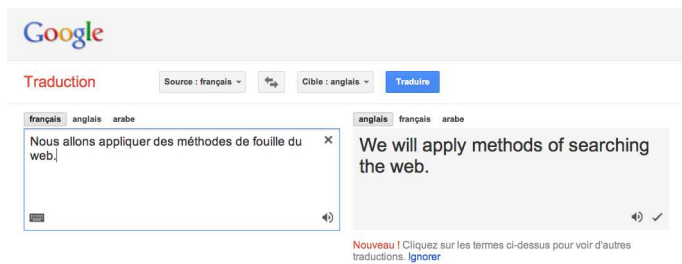 Google
Traduction
Source : français
Cible : anglais
Traduire
français anglais arabe
anglais français arabe
Nous allons appliquer des méthodes de fouille du
web.
We will apply methods of searching
the web.
Nouveau ! Cliquez sur les termes ci-dessus pour voir d'autres
traductions. Ignorer